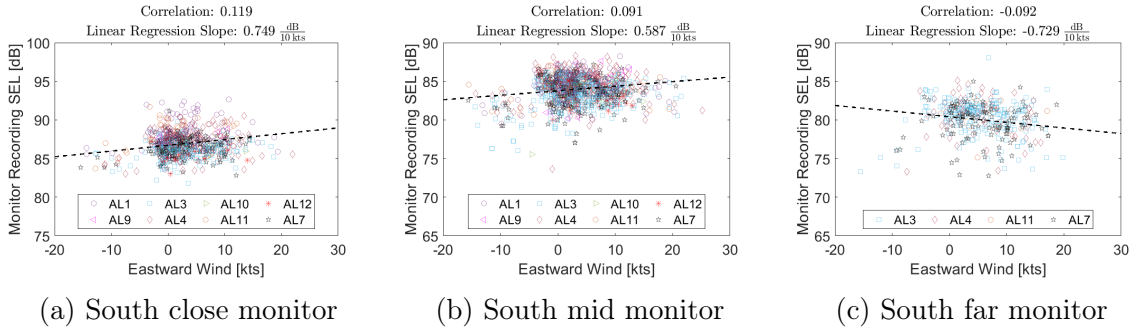 Correlation: 0.119
Linear Regression Slope: 0.749 dB/10 kts
100
95
90
85
80
75
70
65
Monitor Recording SEL [dB]
AL1 AL3 AL10 AL12
AL9 AL4 AL11 AL7
-20 -10 0 10 20 30
Eastward Wind [kts]
(a) South close monitor
Correlation: 0.091
Linear Regression Slope: 0.587 dB/10 kts
90
85
80
75
70
65
Monitor Recording SEL [dB]
AL1 AL3 AL10 AL12
AL9 AL4 AL11 AL7
-20 -10 0 10 20 30
Eastward Wind [kts]
(b) South mid monitor
Correlation: -0.092
Linear Regression Slope: -0.729 dB/10 kts
90
85
80
75
70
65
Monitor Recording SEL [dB]
AL3 AL4 AL11 AL7
-20 -10 0 10 20 30
Eastward Wind [kts]
(c) South far monitor